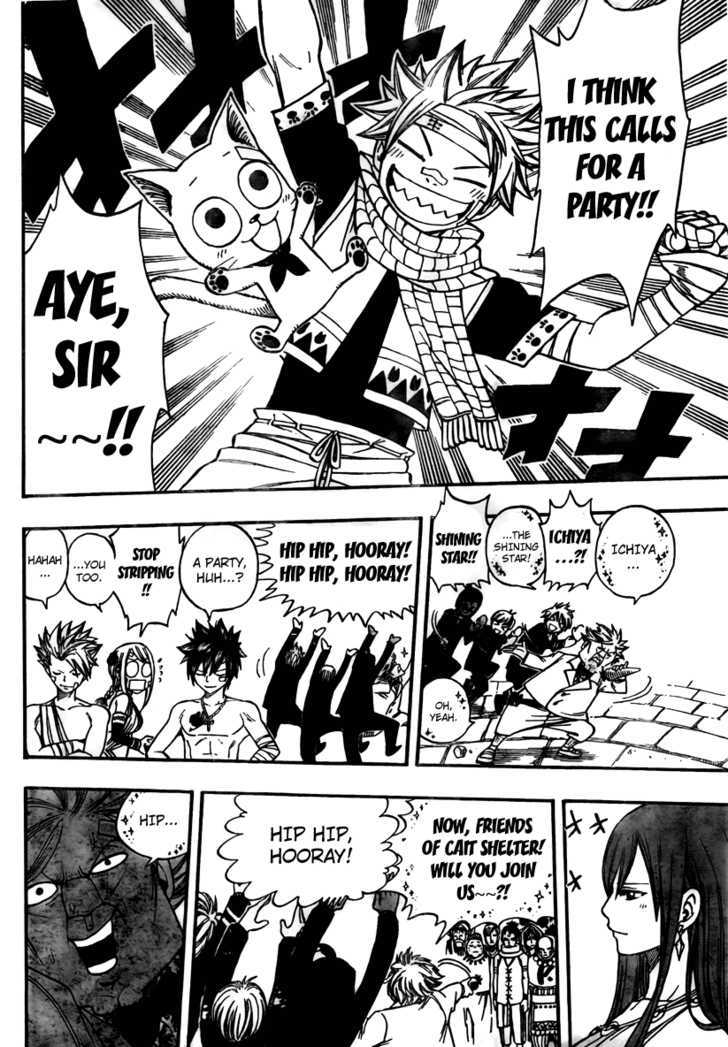 I THINK
THIS CALLS
FOR A
PARTY!!
AYE,
SIR
~~!!
ICHIYA
...
ICHIYA
...?!
...THE
SHINING
STAR!
SHINING
STAR!!
OH,
YEAH.
HIP HIP, HOORAY!
HIP HIP, HOORAY!
A PARTY,
HUH...?
STOP
STRIPPING
!!
...YOU
TOO.
HAHAH
...
NOW, FRIENDS
OF CAIT SHELTER!
WILL YOU JOIN
US~~?!
HIP HIP,
HOORAY!
HIP...